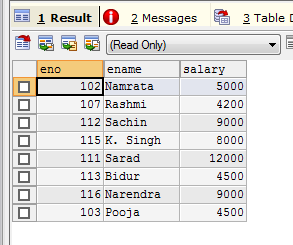 1 Result 2 Messages 3 Table D
(Read Only)
eno ename salary
102 Namrata 5000
107 Rashmi 4200
112 Sachin 9000
115 K. Singh 8000
111 Sarad 12000
113 Bidur 4500
116 Narendra 9000
103 Pooja 4500